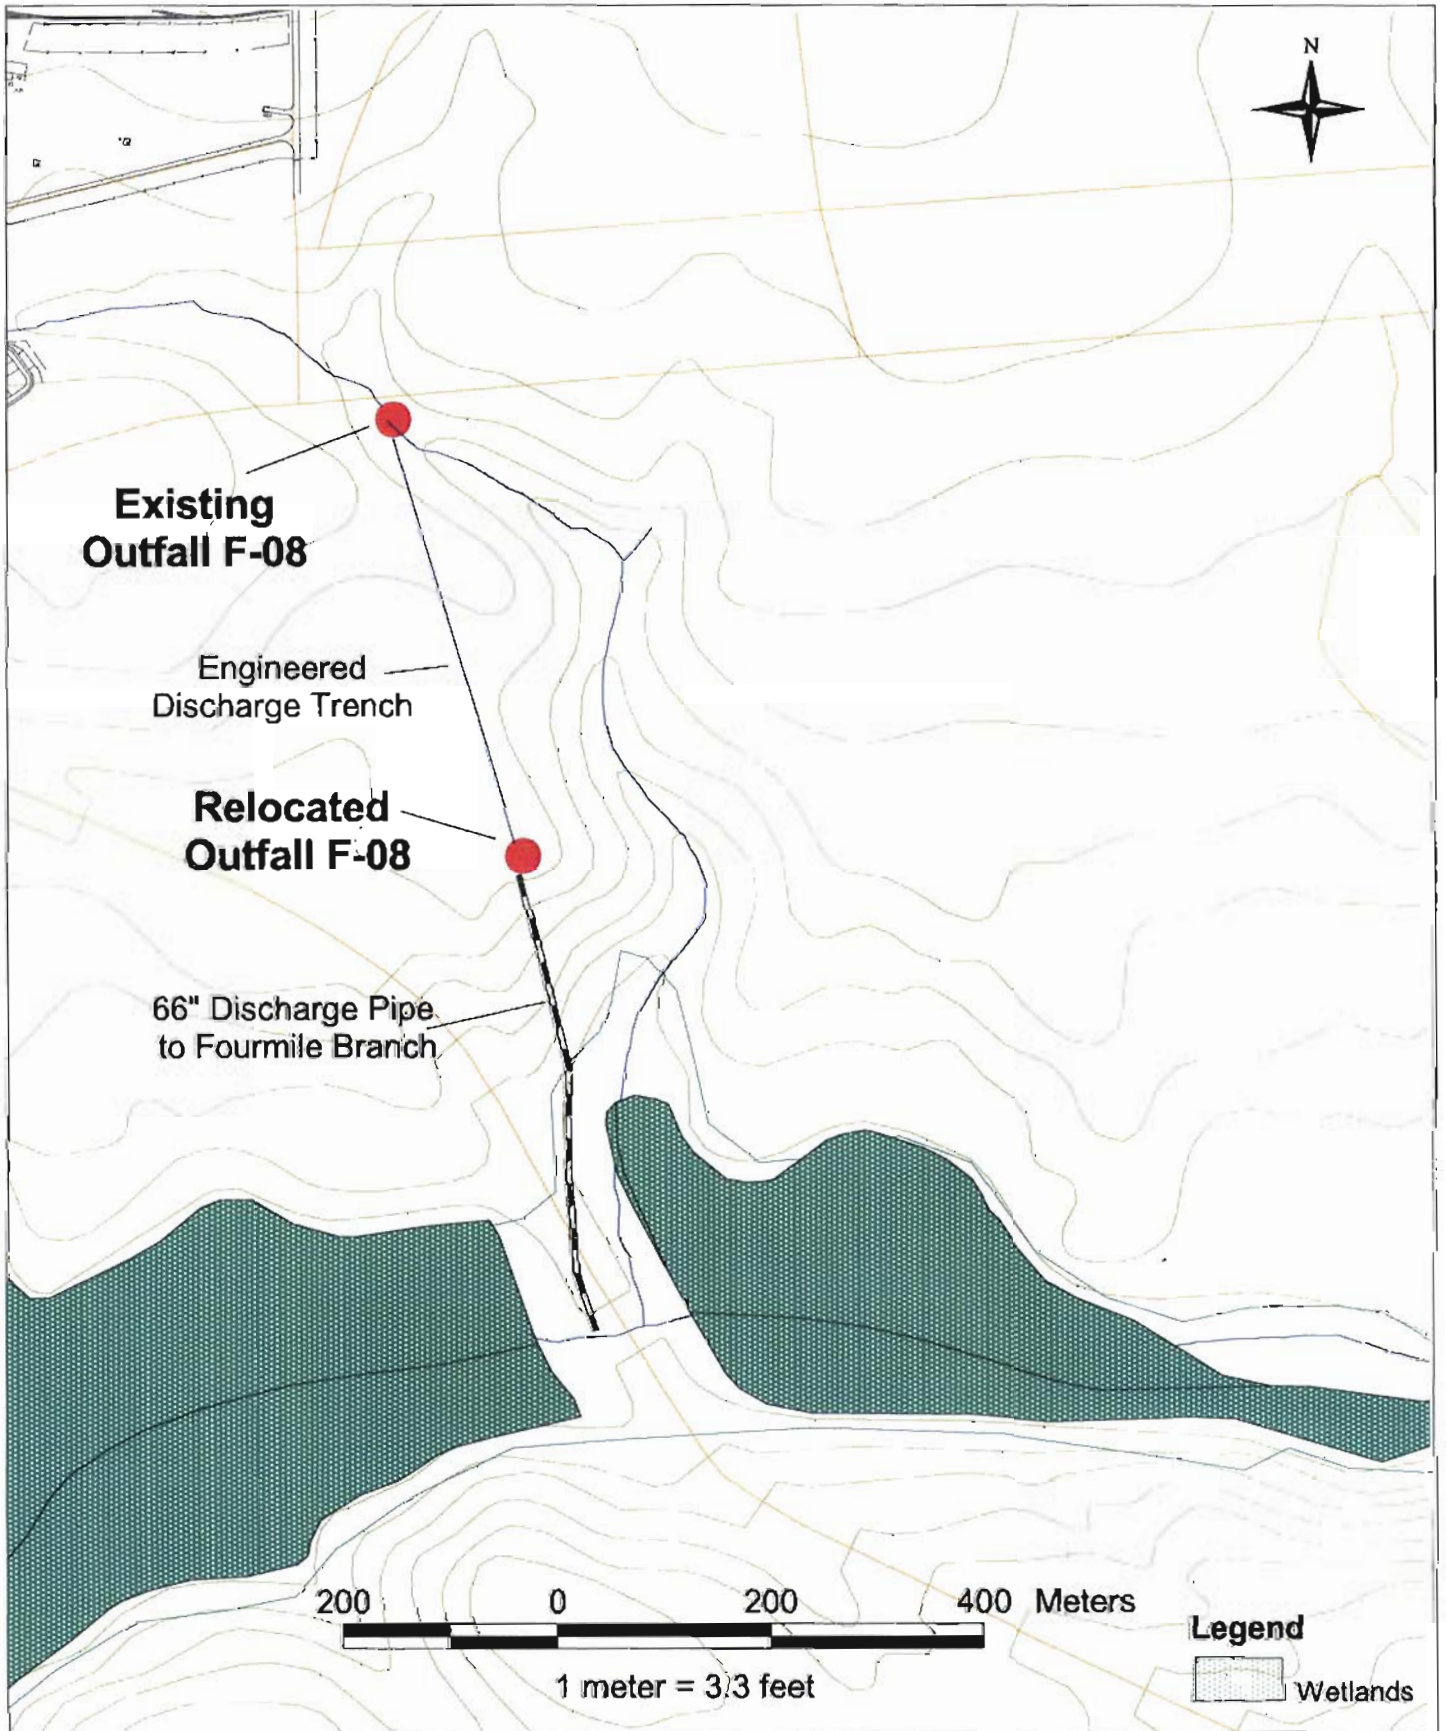 N
Existing
Outfall F-08
Engineered
Discharge Trench
Relocated
Outfall F-08
66" Discharge Pipe
to Fourmile Branch
200 0 200 400 Meters
1 meter = 3.3 feet
Legend
Wetlands